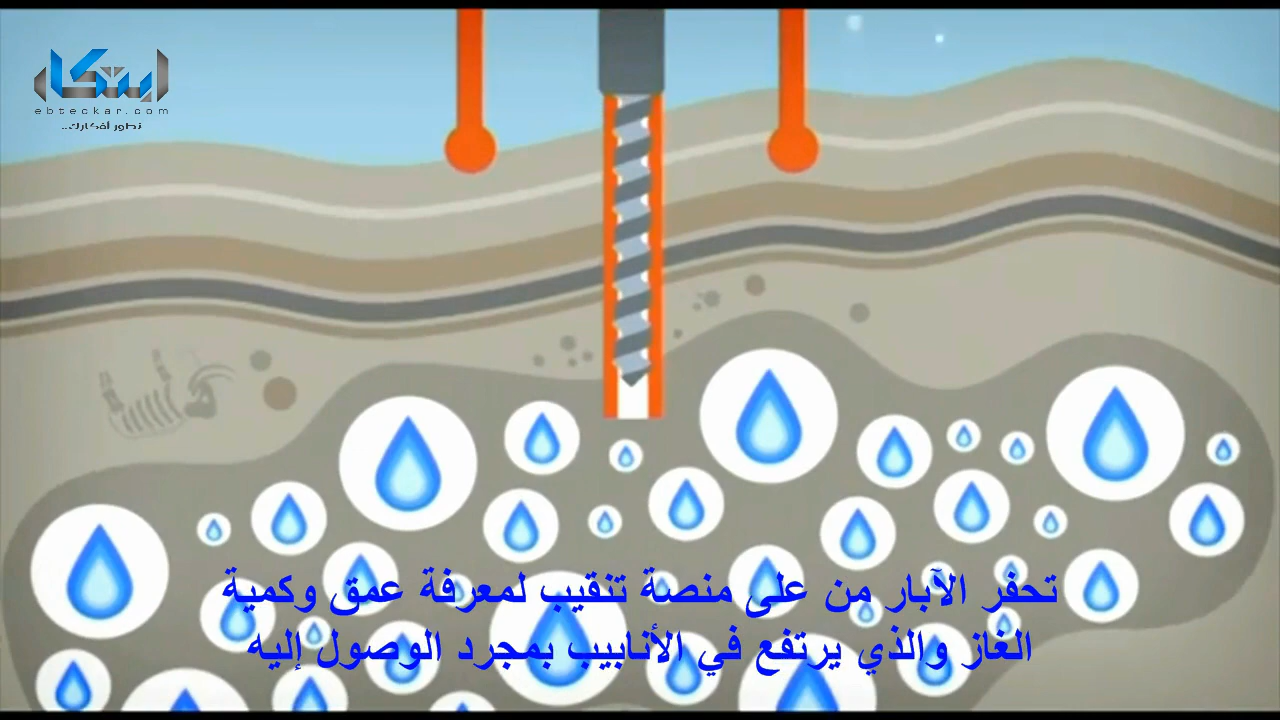 ابتكار
ebteckar.com
نطور أفكارك..
تحفر الآبار من على منصة تنقيب لمعرفة عمق وكمية
الغاز والذي يرتفع في الأنابيب بمجرد الوصول إليه